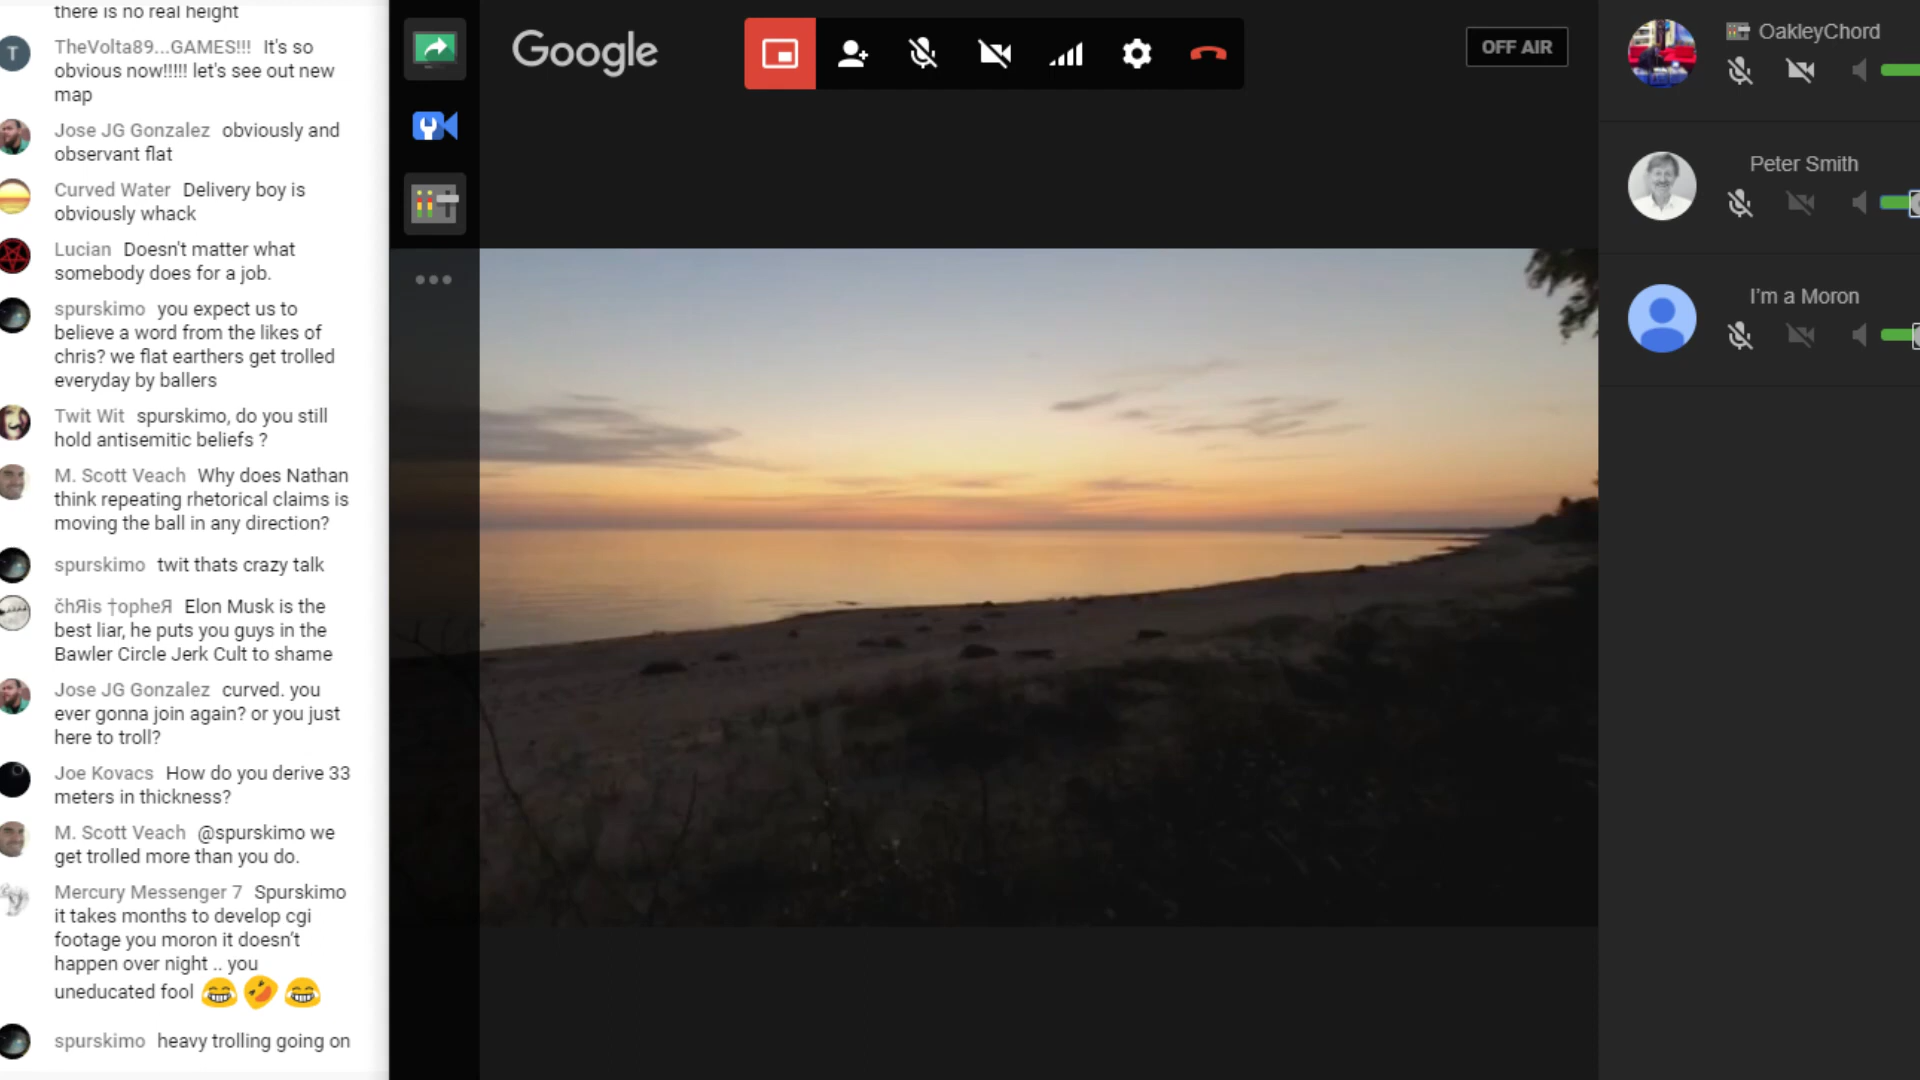 there is no real height
TheVolta89...GAMES!!! It's so
obvious now!!!!! let's see out new
map
Jose JG Gonzalez obviously and
observant flat
Curved Water Delivery boy is
obviously whack
Lucian Doesn't matter what
somebody does for a job.
spurskimo you expect us to
believe a word from the likes of
chris? we flat earthers get trolled
everyday by ballers
Twit Wit spurskimo, do you still
hold antisemitic beliefs ?
M. Scott Veach Why does Nathan
think repeating rhetorical claims is
moving the ball in any direction?
spurskimo twit thats crazy talk
čhЯis †opheЯ Elon Musk is the
best liar, he puts you guys in the
Bawler Circle Jerk Cult to shame
Jose JG Gonzalez curved. you
ever gonna join again? or you just
here to troll?
Joe Kovacs How do you derive 33
meters in thickness?
M. Scott Veach @spurskimo we
get trolled more than you do.
Mercury Messenger 7 Spurskimo
it takes months to develop cgi
footage you moron it doesn't
happen over night .. you
uneducated fool 😂🤣😂
spurskimo heavy trolling going on
T
Google
OFF AIR
OakleyChord
Peter Smith
I'm a Moron